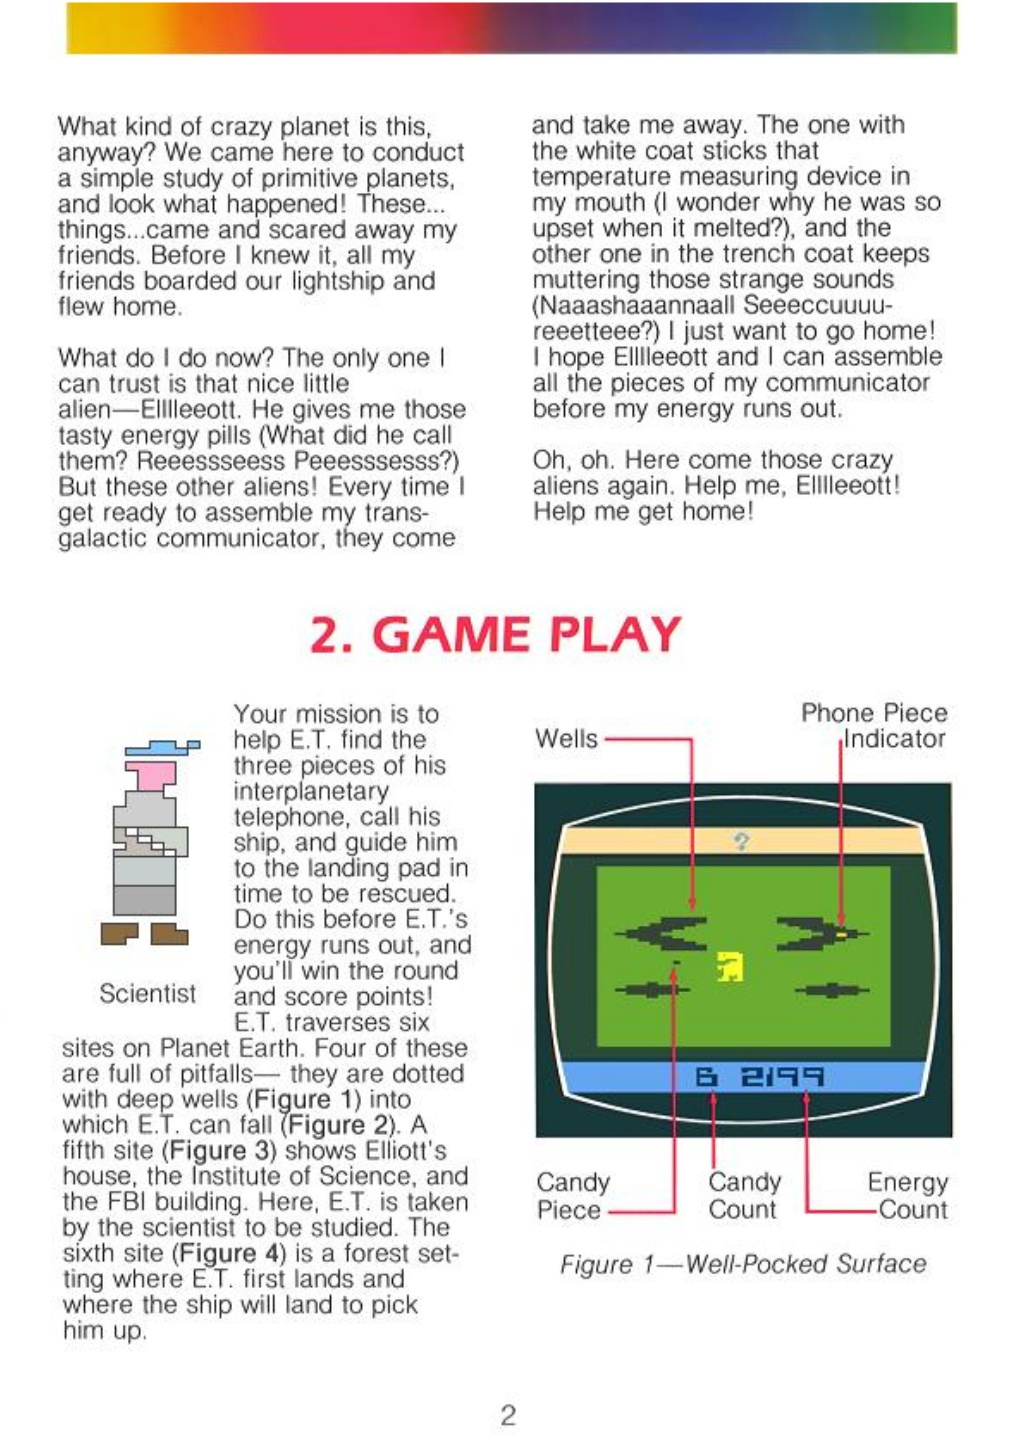 What kind of crazy planet is this,
anyway? We came here to conduct
a simple study of primitive planets,
and look what happened! These...
things...came and scared away my
friends. Before I knew it, all my
friends boarded our lightship and
flew home.
What do I do now? The only one I
can trust is that nice little
alien—Elllleeott. He gives me those
tasty energy pills (What did he call
them? Reeessseess Peeesssesss?)
But these other aliens! Every time I
get ready to assemble my trans-
galactic communicator, they come
and take me away. The one with
the white coat sticks that
temperature measuring device in
my mouth (I wonder why he was so
upset when it melted?), and the
other one in the trench coat keeps
muttering those strange sounds
(Naaashaaannaall Seeeccuuuu-
reeetteee?) I just want to go home!
I hope Elllleeott and I can assemble
all the pieces of my communicator
before my energy runs out.
Oh, oh. Here come those crazy
aliens again. Help me, Elllleeott!
Help me get home!
2. GAME PLAY
Your mission is to
help E.T. find the
three pieces of his
interplanetary
telephone, call his
ship, and guide him
to the landing pad in
time to be rescued.
Do this before E.T.'s
energy runs out, and
you'll win the round
and score points!
E.T. traverses six
sites on Planet Earth. Four of these
are full of pitfalls— they are dotted
with deep wells (Figure 1) into
which E.T. can fall (Figure 2). A
fifth site (Figure 3) shows Elliott's
house, the Institute of Science, and
the FBI building. Here, E.T. is taken
by the scientist to be studied. The
sixth site (Figure 4) is a forest set-
ting where E.T. first lands and
where the ship will land to pick
him up.
Scientist
Wells
Phone Piece
Indicator
?
6 2199
Candy
Piece
Candy
Count
Energy
Count
Figure 1—Well-Pocked Surface
2